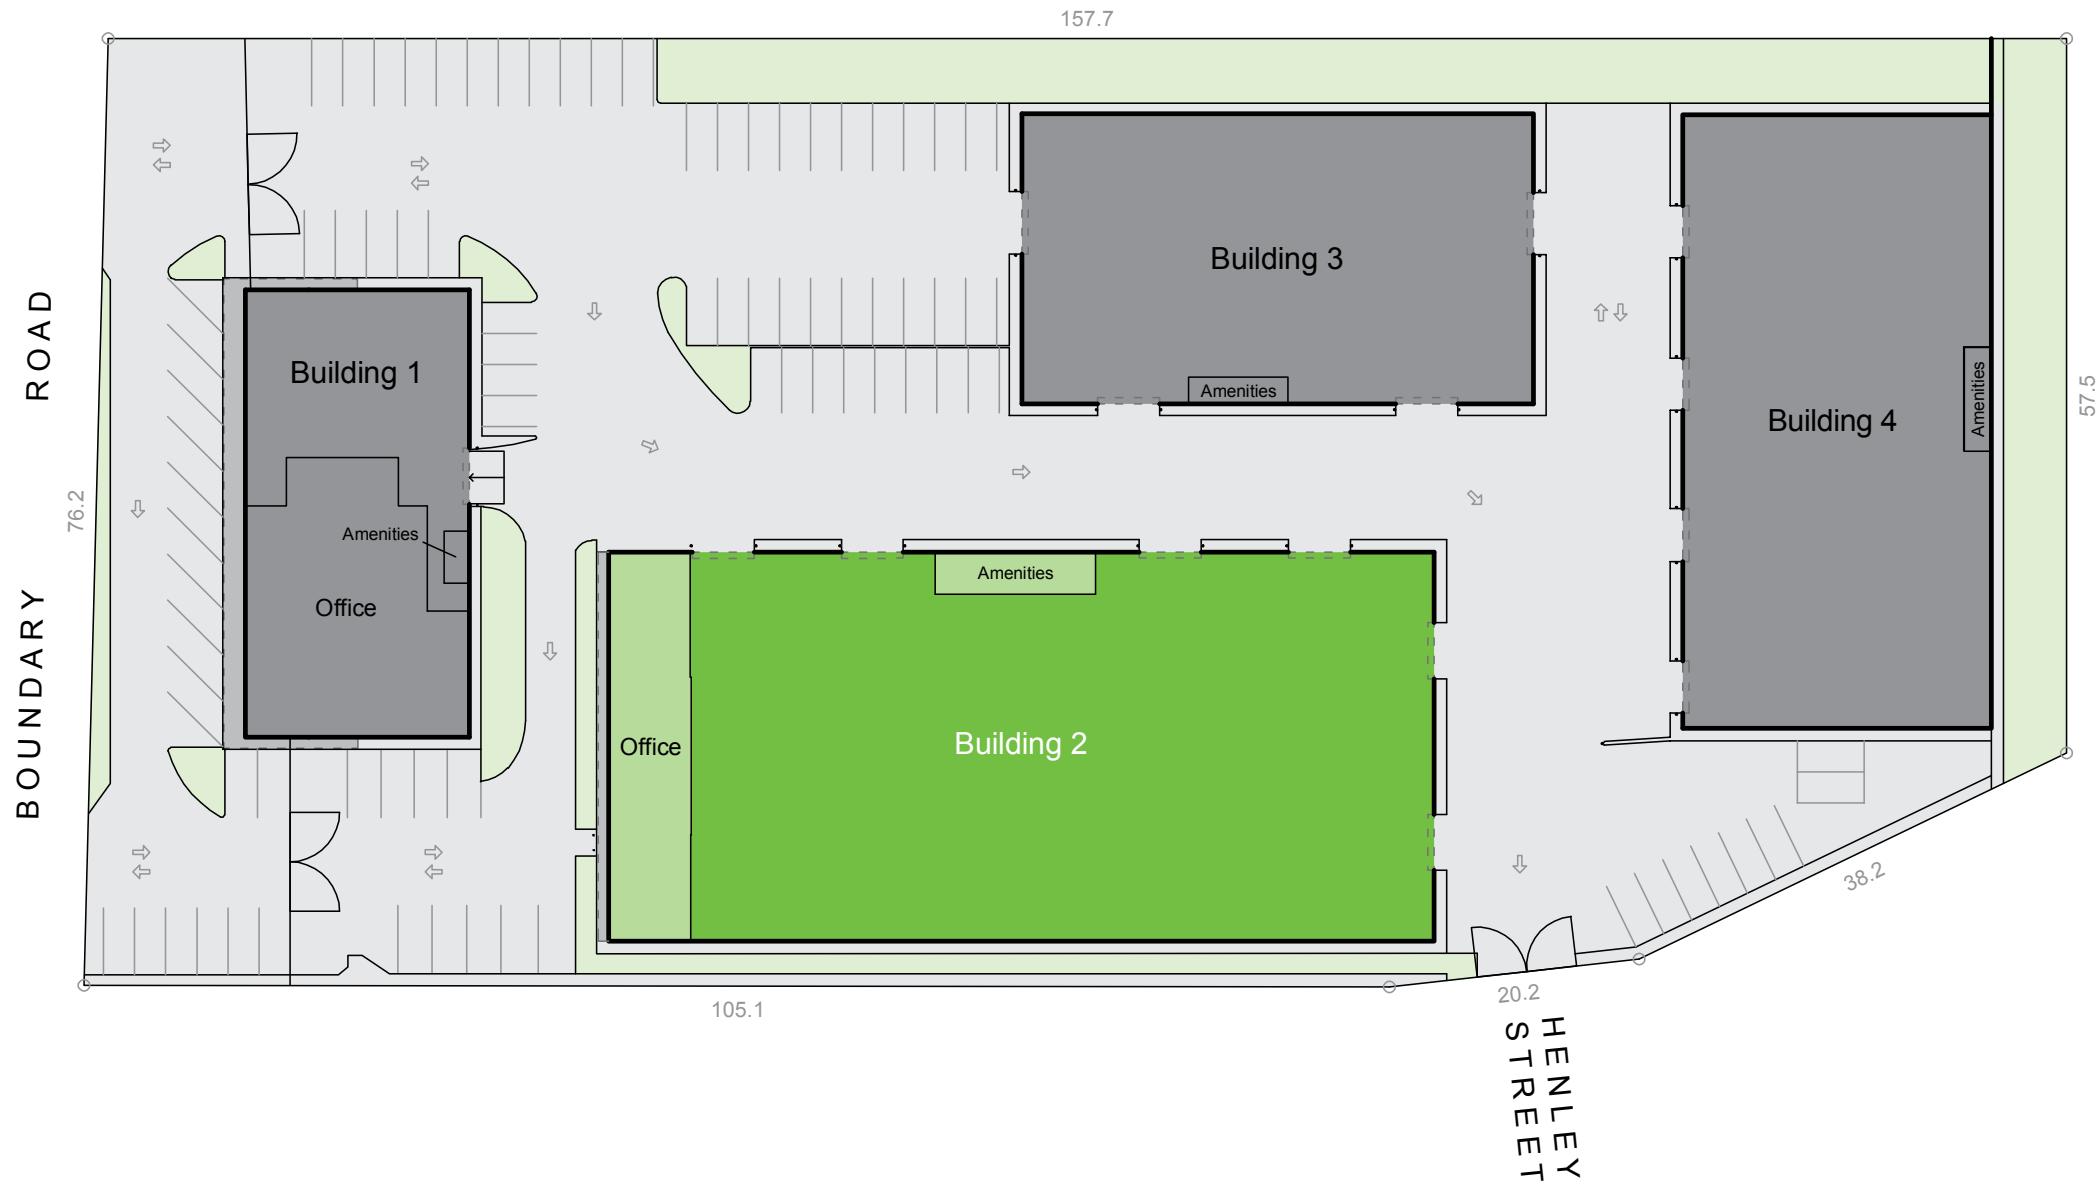 157.7
Building 3
ROAD
Building 1
Amenities
Amenities
57.5
Building 4
76.2
Amenities
Amenities
Office
BOUNDARY
Office
Building 2
38.2
20.2
105.1
HENLEY
STREET